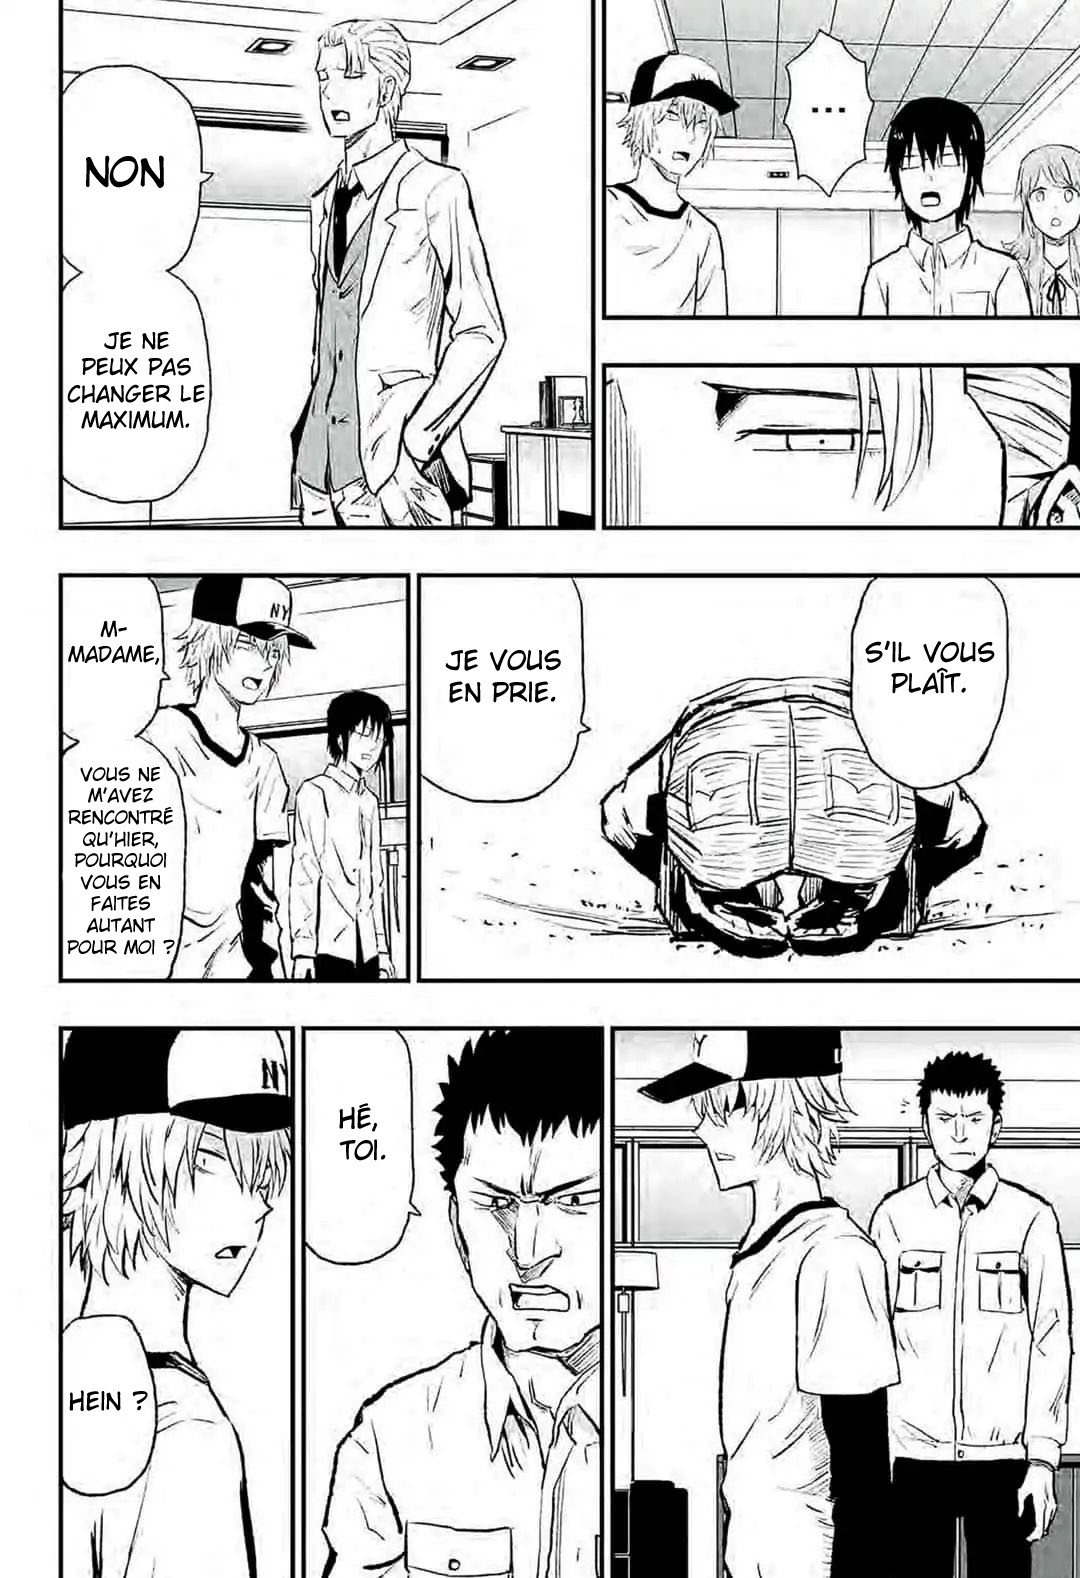 ...
NY
NON
JE NE
PEUX PAS
CHANGER LE
MAXIMUM.
S'IL VOUS
PLAÎT.
JE VOUS
EN PRIE.
NY
M-
MADAME,
VOUS NE
M'AVEZ
RENCONTRÉ
QU'HIER,
POURQUOI
VOUS EN
FAITES
AUTANT
POUR MOI ?
HÉ,
TOI.
NY
HEIN ?